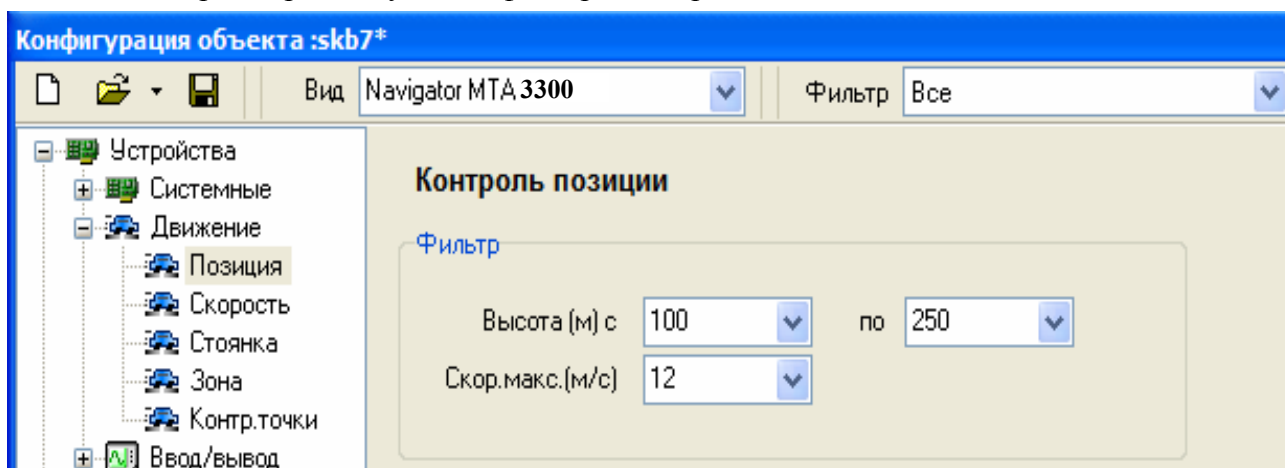 Конфигурация объекта :skb7*
Вид Navigator MTA 3300 Фильтр Все
Устройства
Системные
Движение
Позиция
Скорость
Стоянка
Зона
Контр.точки
Ввод/вывод
Контроль позиции
Фильтр
Высота (м) с 100 по 250
Скор.макс.(м/с) 12